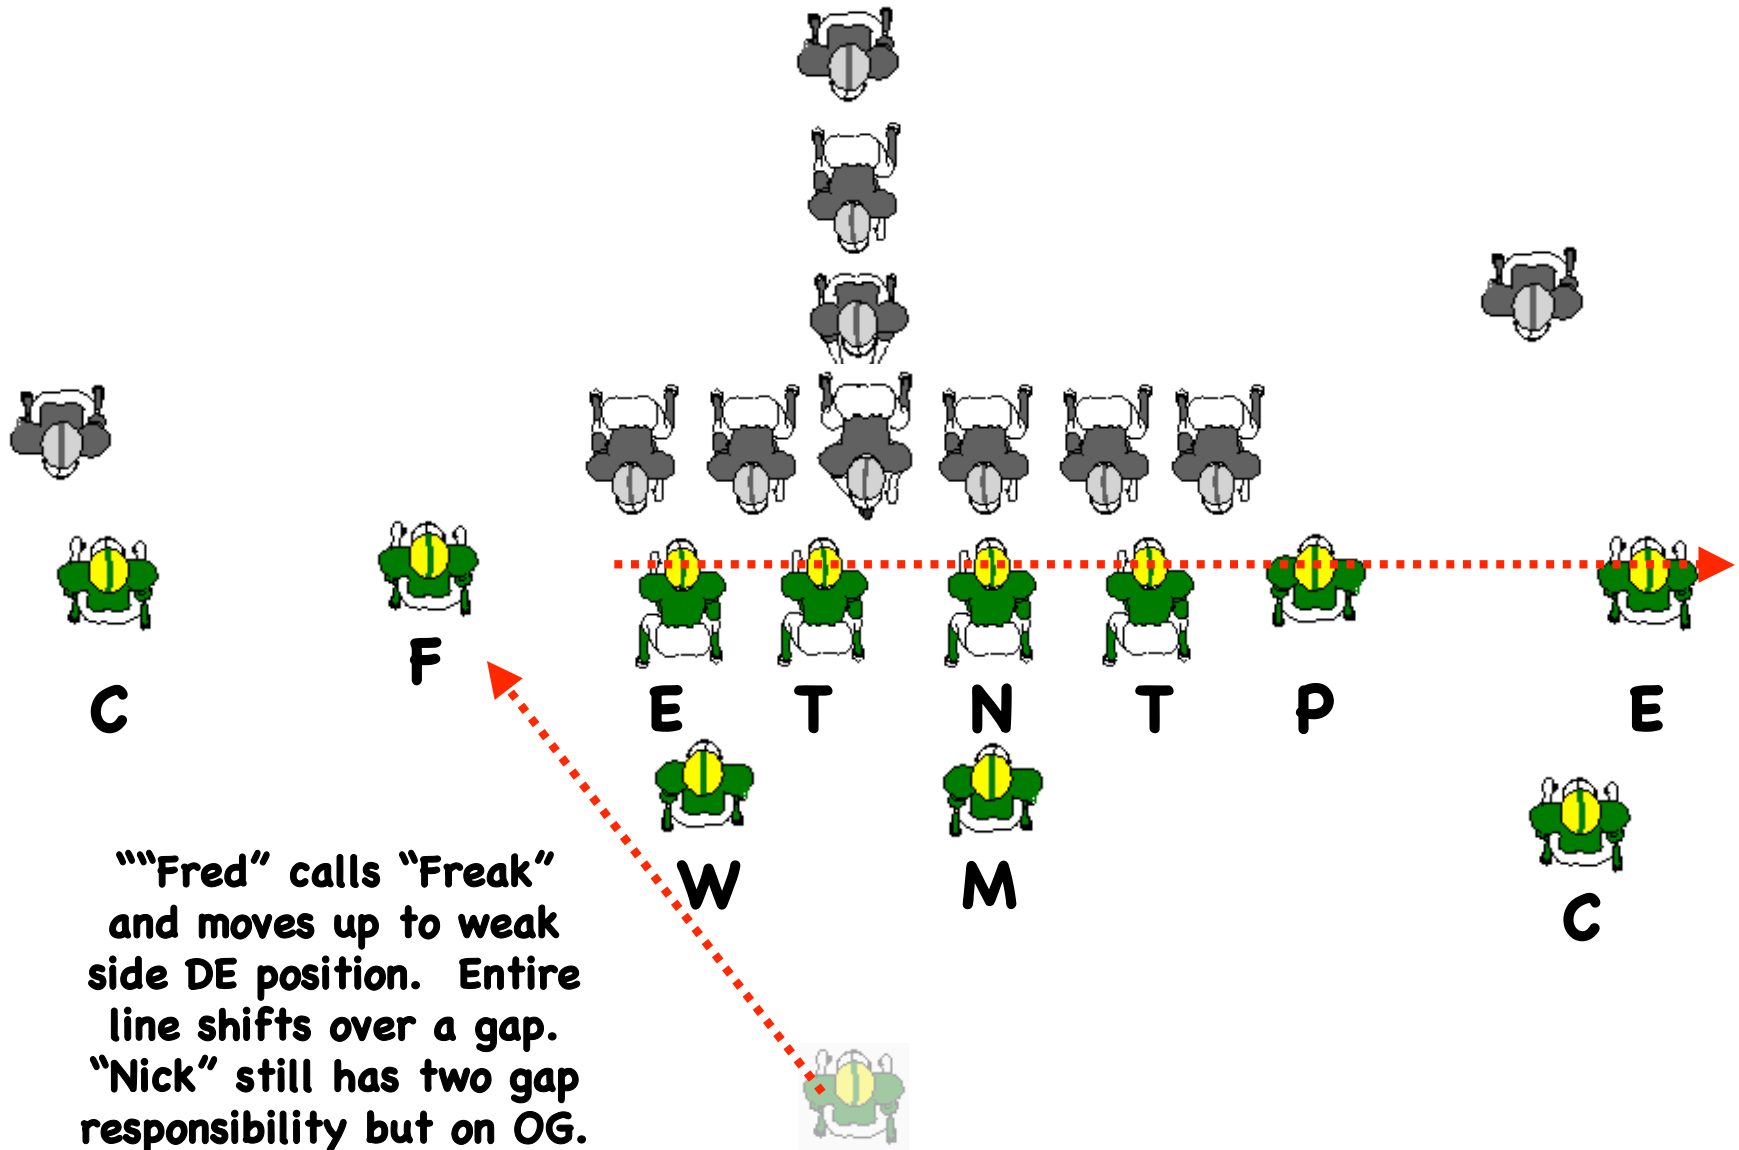 F
C
E T N T P E
W
M
C
““Fred” calls “Freak”
and moves up to weak
side DE position. Entire
line shifts over a gap.
“Nick” still has two gap
responsibility but on OG.